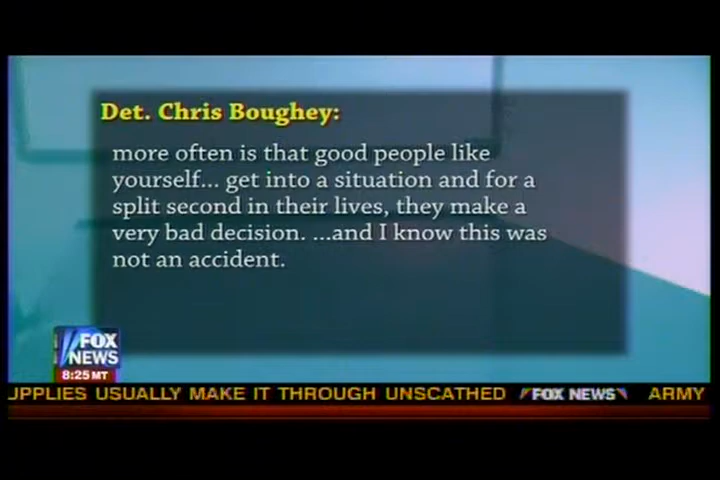 Det. Chris Boughey:
more often is that good people like
yourself... get into a situation and for a
split second in their lives, they make a
very bad decision. ...and I know this was
not an accident.
FOX
NEWS
8:25 MT
UPPLIES USUALLY MAKE IT THROUGH UNSCATHED FOX NEWS ARMY